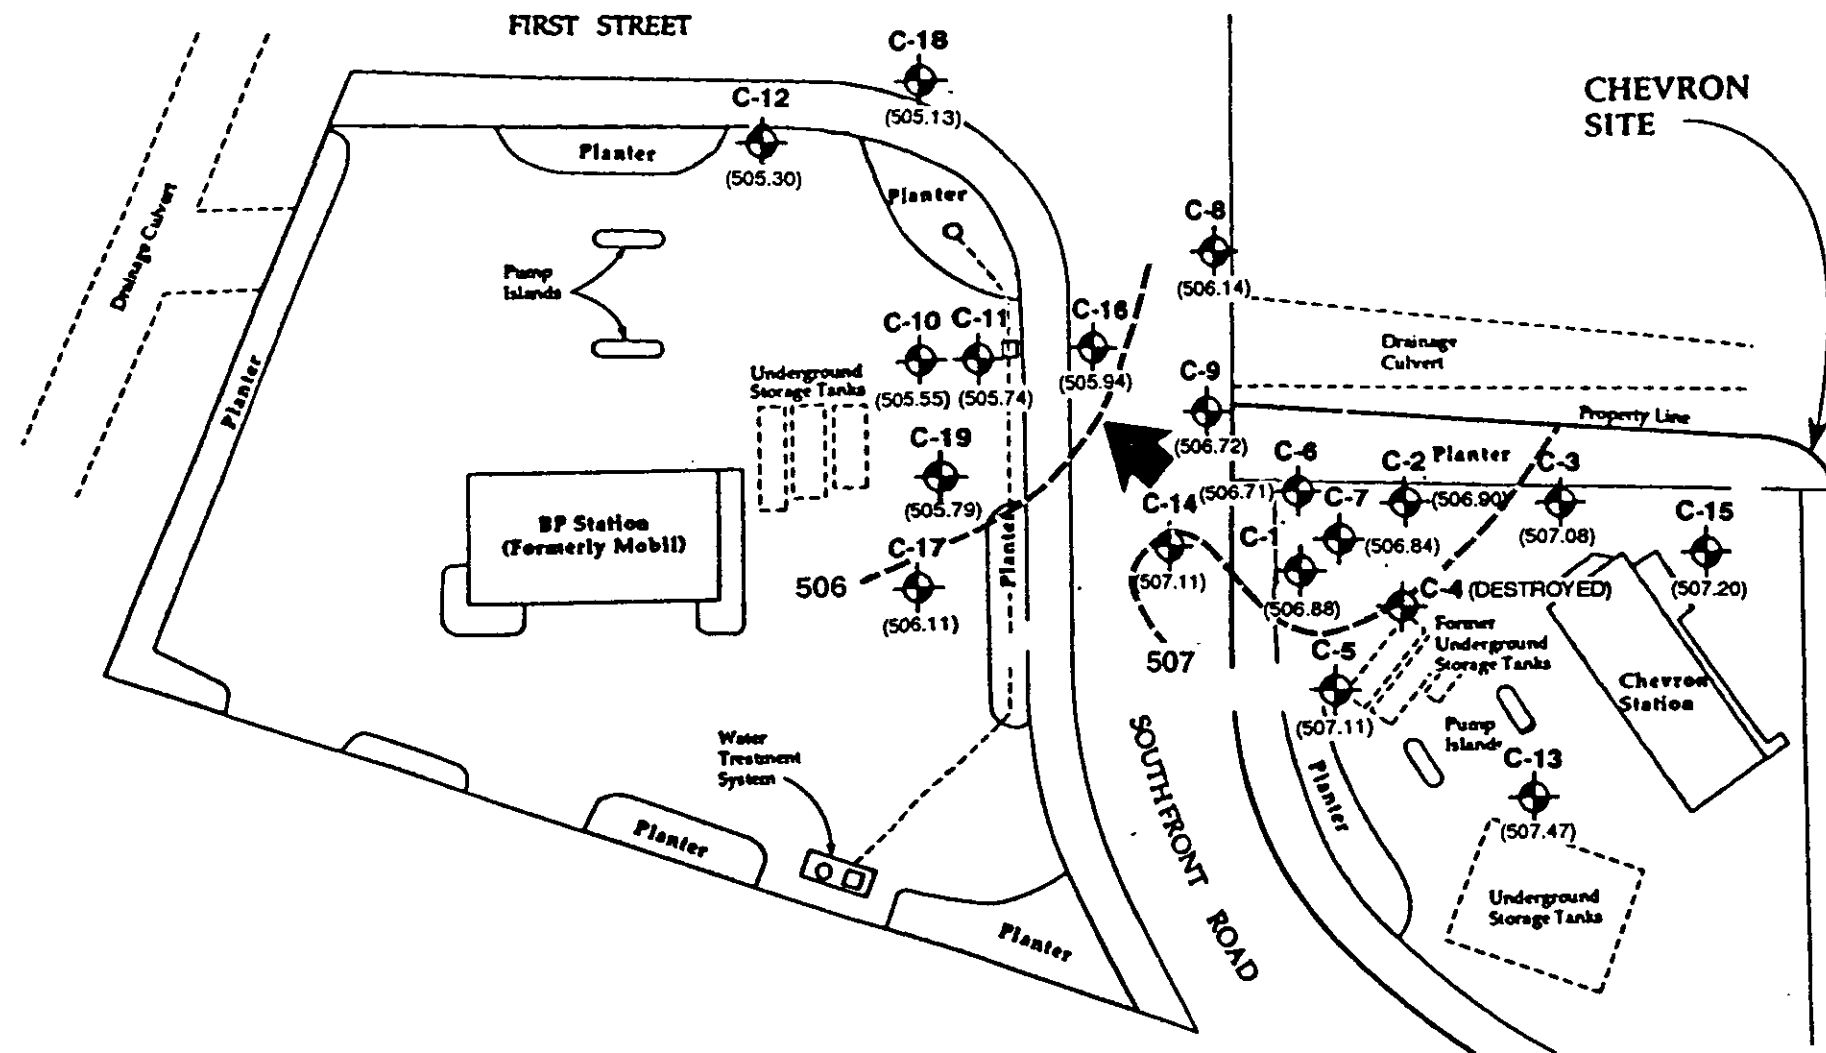 FIRST STREET
C-18
(505.13)
C-12
(505.30)
CHEVRON
SITE
Planter
Planter
Drainage Culvert
Planter
Pump
Islands
C-8
(506.14)
C-10
(505.55)
C-11
(505.74)
C-16
(505.94)
Drainage
Culvert
Underground
Storage Tanks
C-9
(506.72)
Property Line
C-19
(505.79)
C-6
(506.71)
C-2
(506.90)
Planter
C-3
(507.08)
C-14
(507.11)
C-7
(506.84)
C-15
(507.20)
C-1
(506.88)
BP Station
(Formerly Mobil)
C-17
(506.11)
Planter
506
C-4 (DESTROYED)
Former
Underground
Storage Tanks
507
C-5
(507.11)
Chevron
Station
Pump
Islands
C-13
(507.47)
Water
Treatment
System
Planter
SOUTHFRONT ROAD
Planter
Planter
Underground
Storage Tanks